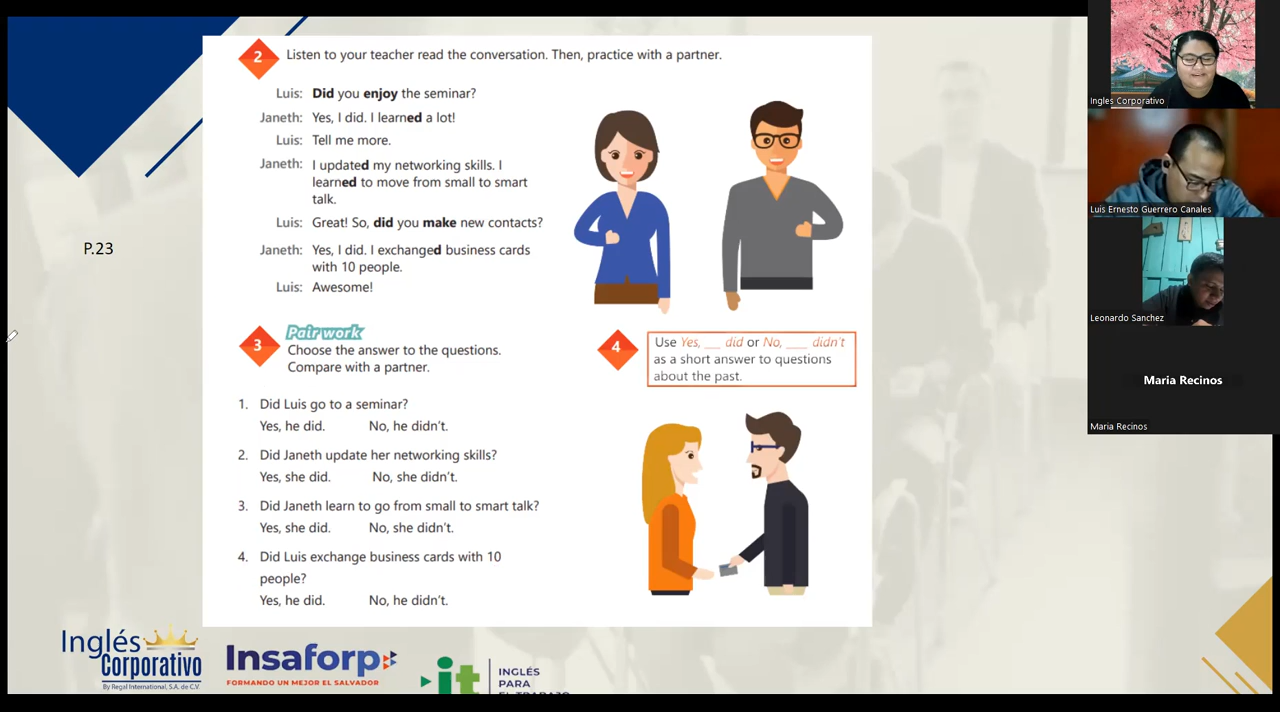 2 Listen to your teacher read the conversation. Then, practice with a partner.
Luis: Did you enjoy the seminar?
Janeth: Yes, I did. I learned a lot!
Luis: Tell me more.
Janeth: I updated my networking skills. I
learned to move from small to smart
talk.
Luis: Great! So, did you make new contacts?
Janeth: Yes, I did. I exchanged business cards
with 10 people.
Luis: Awesome!
P.23
3 Pair work
Choose the answer to the questions.
Compare with a partner.
1. Did Luis go to a seminar?
Yes, he did. No, he didn't.
2. Did Janeth update her networking skills?
Yes, she did. No, she didn't.
3. Did Janeth learn to go from small to smart talk?
Yes, she did. No, she didn't.
4. Did Luis exchange business cards with 10
people?
Yes, he did. No, he didn't.
4 Use Yes, __ did or No, ___ didn't
as a short answer to questions
about the past.
Inglés
Corporativo
By Regal International, S.A. de C.V.
Insaforp
FORMANDO UN MEJOR EL SALVADOR
it
INGLÉS
PARA
EL TRABAJO
Ingles Corporativo
Luis Ernesto Guerrero Canales
Leonardo Sanchez
Maria Recinos
Maria Recinos